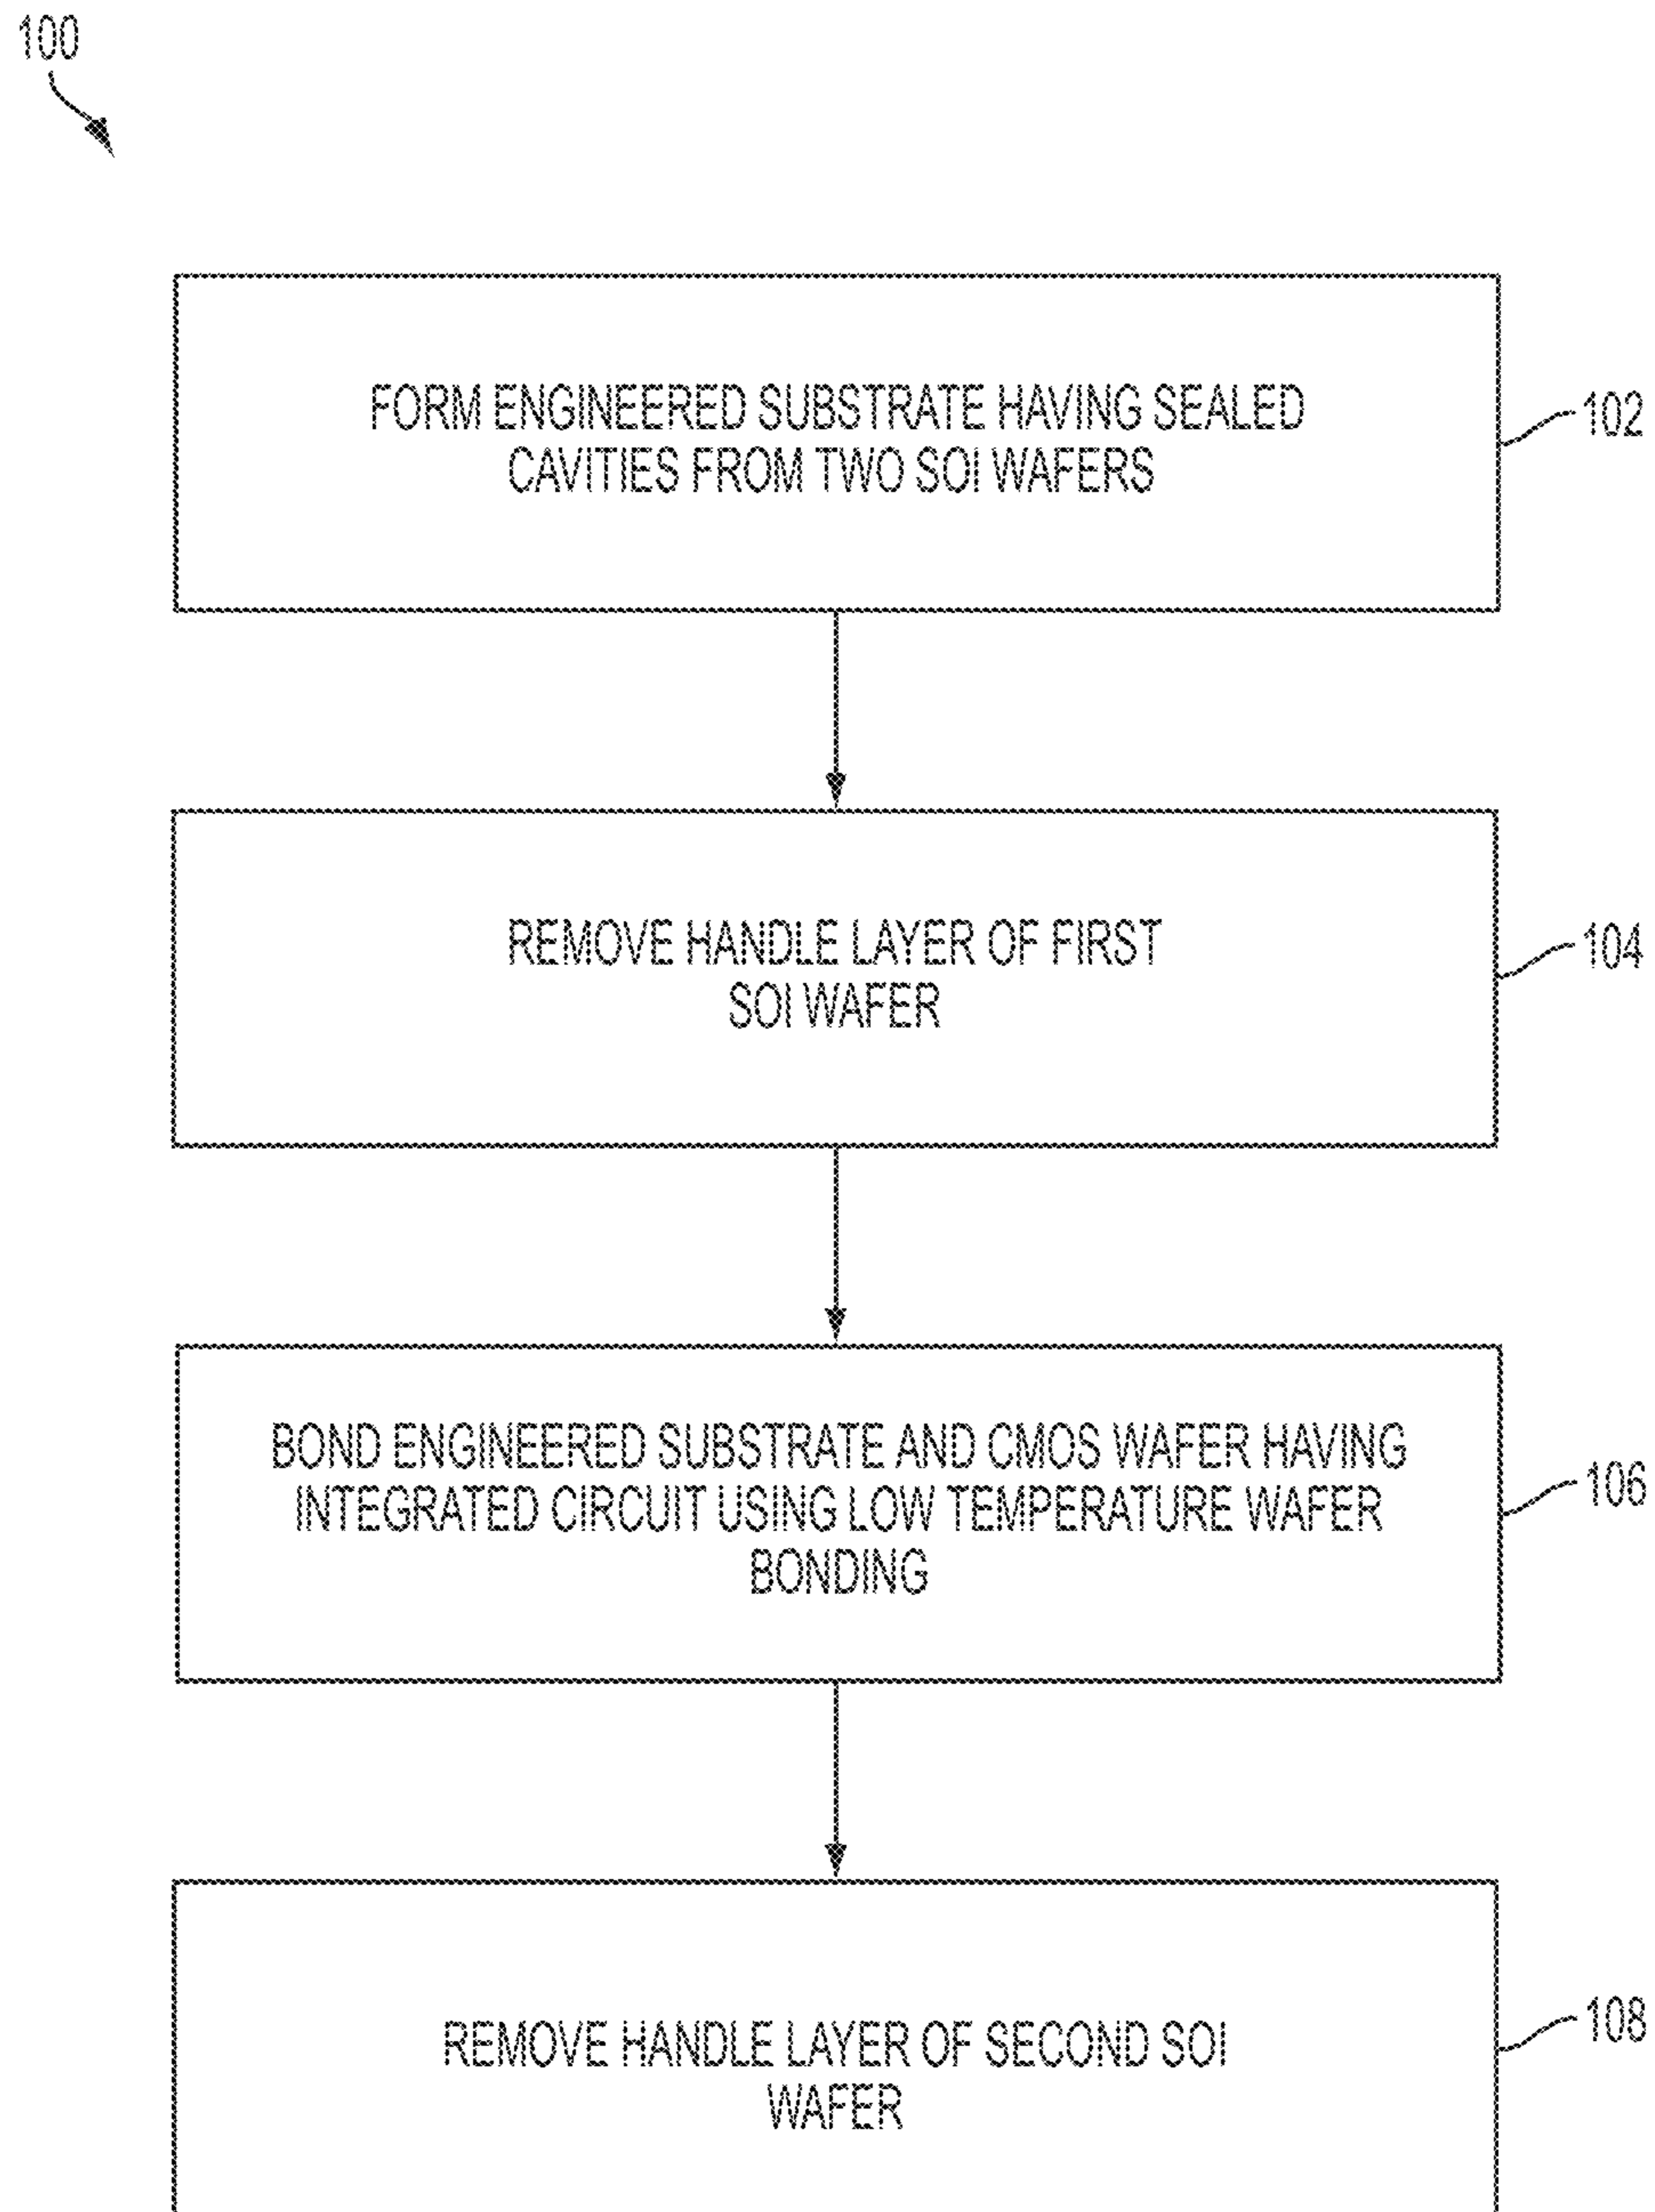 100
FORM ENGINEERED SUBSTRATE HAVING SEALED
CAVITIES FROM TWO SOI WAFERS
102
REMOVE HANDLE LAYER OF FIRST
SOI WAFER
104
BOND ENGINEERED SUBSTRATE AND CMOS WAFER HAVING
INTEGRATED CIRCUIT USING LOW TEMPERATURE WAFER
BONDING
106
REMOVE HANDLE LAYER OF SECOND SOI
WAFER
108